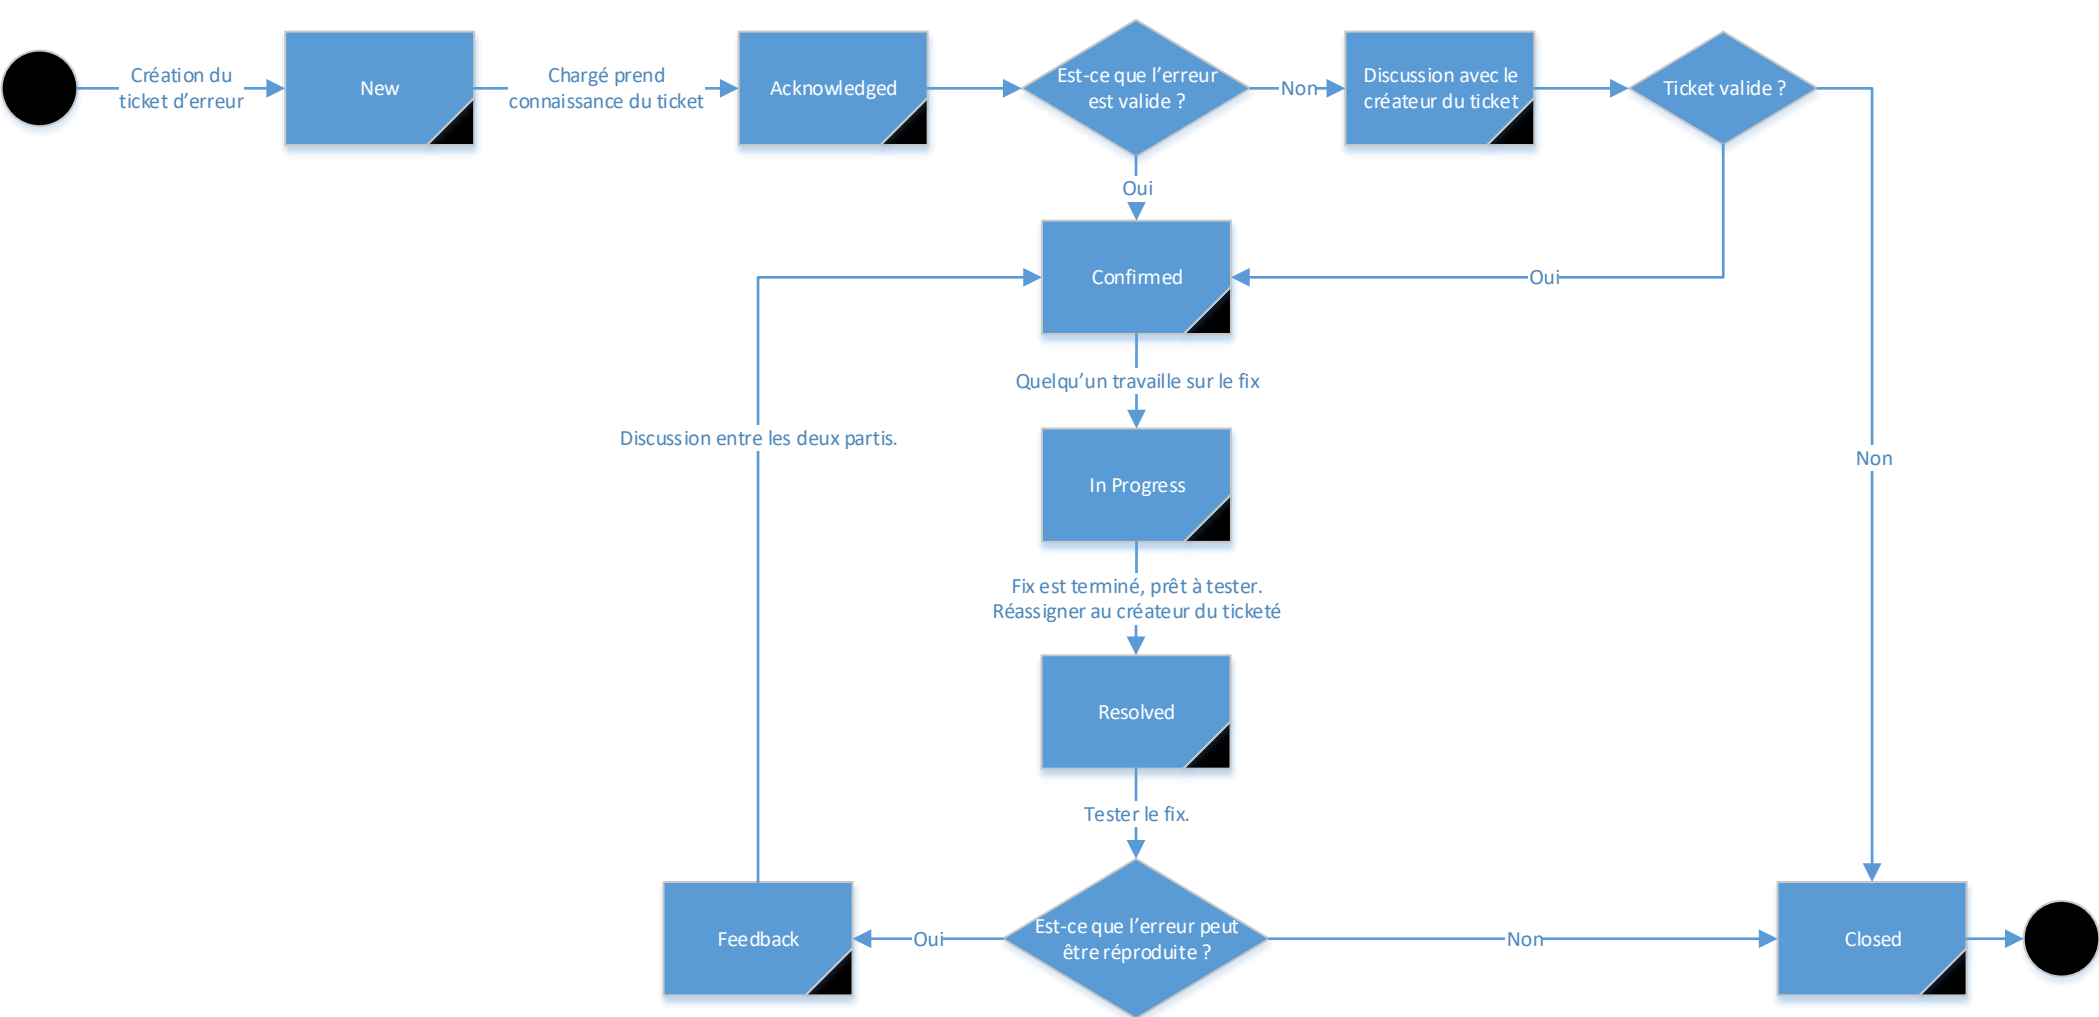 Création du
ticket d’erreur
New
Chargé prend
connaissance du ticket
Acknowledged
Est-ce que l’erreur
est valide ?
Non
Discussion avec le
créateur du ticket
Ticket valide ?
Oui
Confirmed
Oui
Quelqu’un travaille sur le fix
Discussion entre les deux partis.
Non
In Progress
Fix est terminé, prêt à tester.
Réassigner au créateur du ticketé
Resolved
Tester le fix.
Feedback
Oui
Est-ce que l’erreur peut
être réproduite ?
Non
Closed